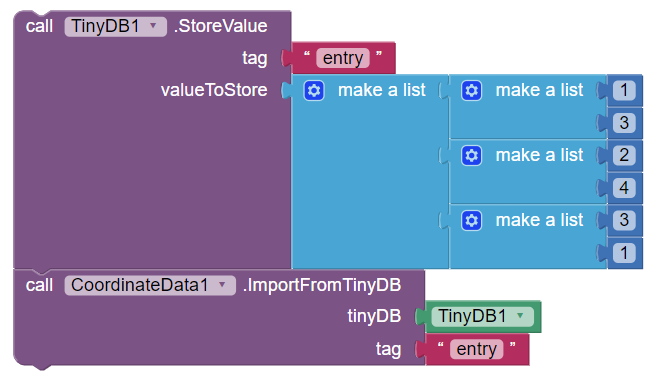 call TinyDB1 .StoreValue
tag “ entry ”
valueToStore make a list make a list 1
3
make a list 2
4
make a list 3
1
call CoordinateData1 .ImportFromTinyDB
tinyDB TinyDB1
tag “ entry ”